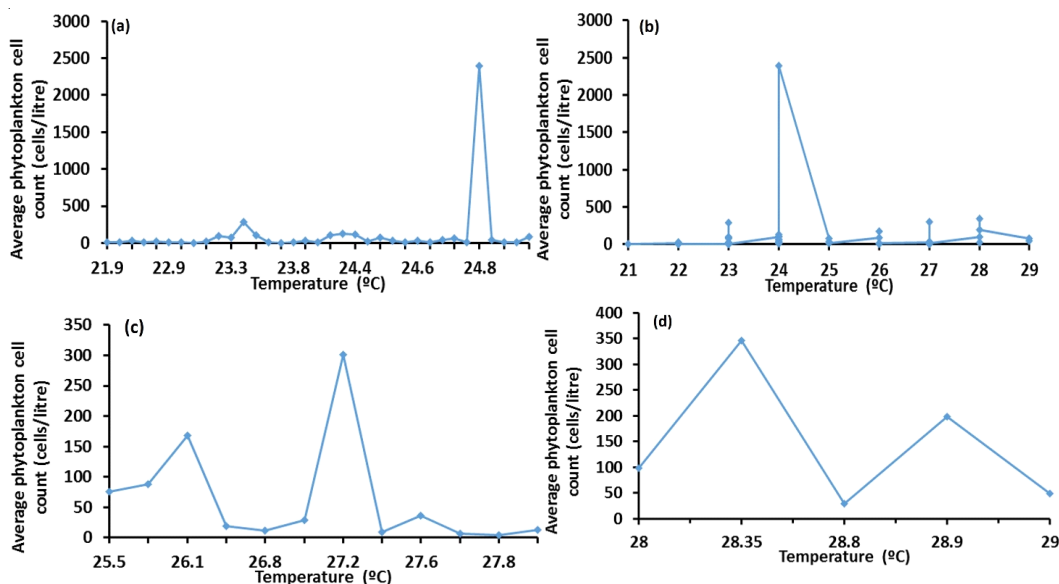 (a)
Average phytoplankton cell
count (cells/litre)
3000
2500
2000
1500
1000
500
0
21.9 22.9 23.3 23.8 24.4 24.6 24.8
Temperature (ºC)
(b)
Average phytoplankton cell
count (cells/litre)
3000
2500
2000
1500
1000
500
0
21 22 23 24 25 26 27 28 29
Temperature (ºC)
(c)
Average phytoplankton cell
count (cells/litre)
350
300
250
200
150
100
50
0
25.5 26.1 26.8 27.2 27.6 27.8
Temperature (ºC)
(d)
Average phytoplankton cell
count (cells/litre)
400
350
300
250
200
150
100
50
0
28 28.35 28.8 28.9 29
Temperature (ºC)